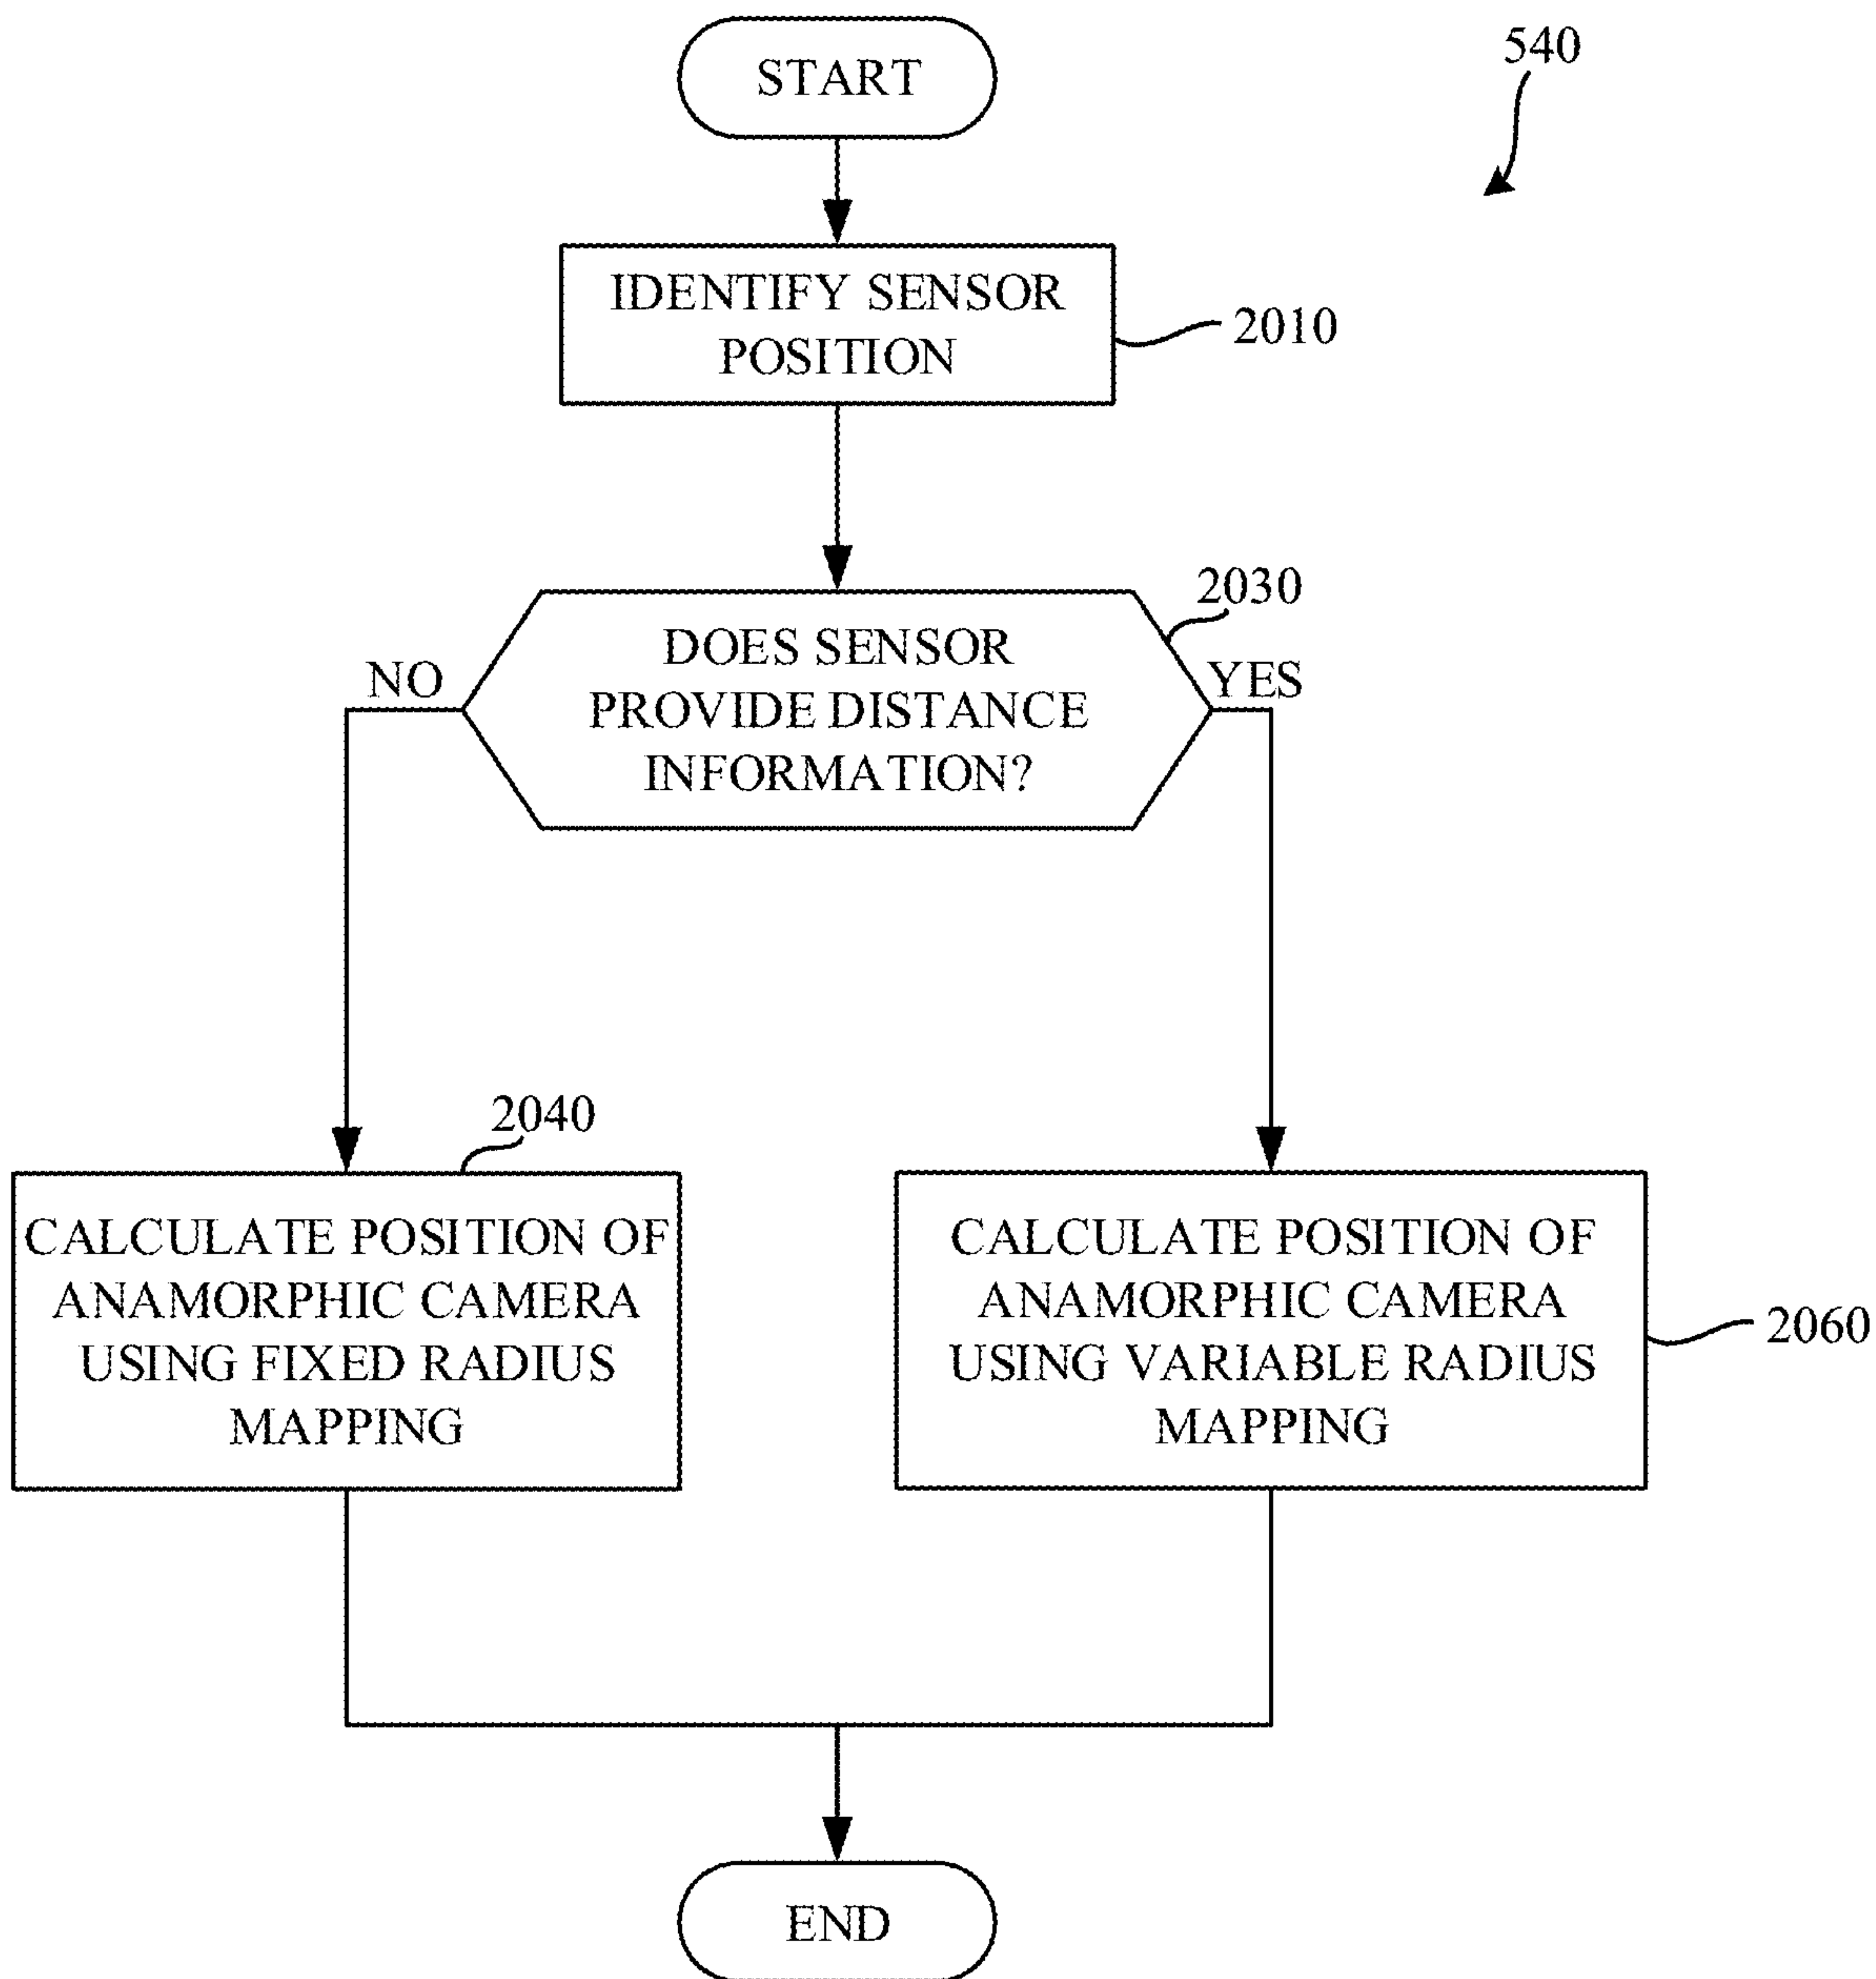 START
540
IDENTIFY SENSOR
POSITION
2010
2030
DOES SENSOR
PROVIDE DISTANCE
INFORMATION?
NO
YES
2040
CALCULATE POSITION OF
ANAMORPHIC CAMERA
USING FIXED RADIUS
MAPPING
CALCULATE POSITION OF
ANAMORPHIC CAMERA
USING VARIABLE RADIUS
MAPPING
2060
END